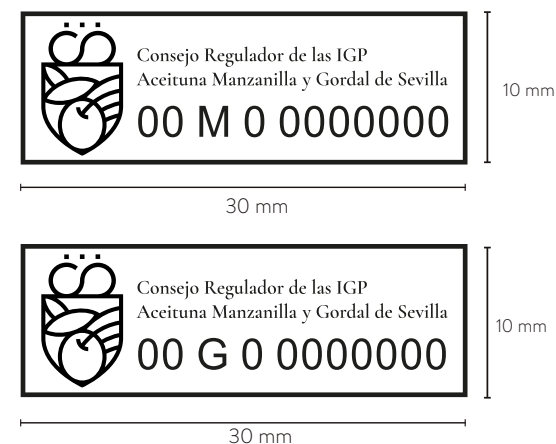 Consejo Regulador de las IGP
Aceituna Manzanilla y Gordal de Sevilla
00 M 0 0000000
10 mm
30 mm
Consejo Regulador de las IGP
Aceituna Manzanilla y Gordal de Sevilla
00 G 0 0000000
10 mm
30 mm